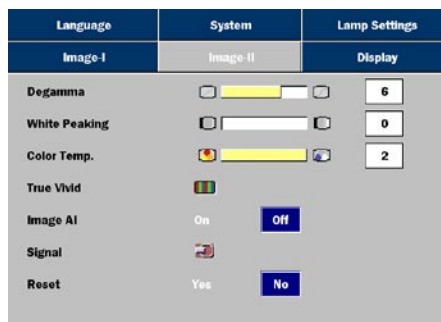 Language System Lamp Settings
Image-I Image-II Display
Degamma 6
White Peaking 0
Color Temp. 2
True Vivid
Image AI On Off
Signal
Reset Yes No